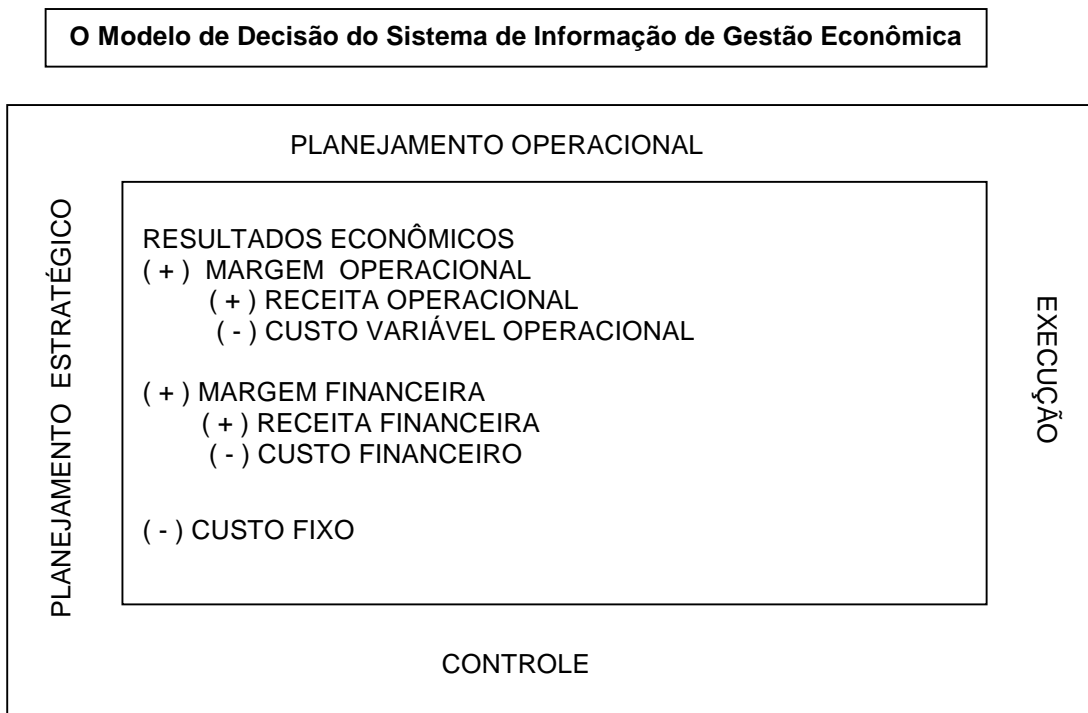 O Modelo de Decisão do Sistema de Informação de Gestão Econômica
PLANEJAMENTO OPERACIONAL
PLANEJAMENTO ESTRATÉGICO
RESULTADOS ECONÔMICOS
( + ) MARGEM OPERACIONAL
( + ) RECEITA OPERACIONAL
( - ) CUSTO VARIÁVEL OPERACIONAL
( + ) MARGEM FINANCEIRA
( + ) RECEITA FINANCEIRA
( - ) CUSTO FINANCEIRO
( - ) CUSTO FIXO
EXECUÇÃO
CONTROLE